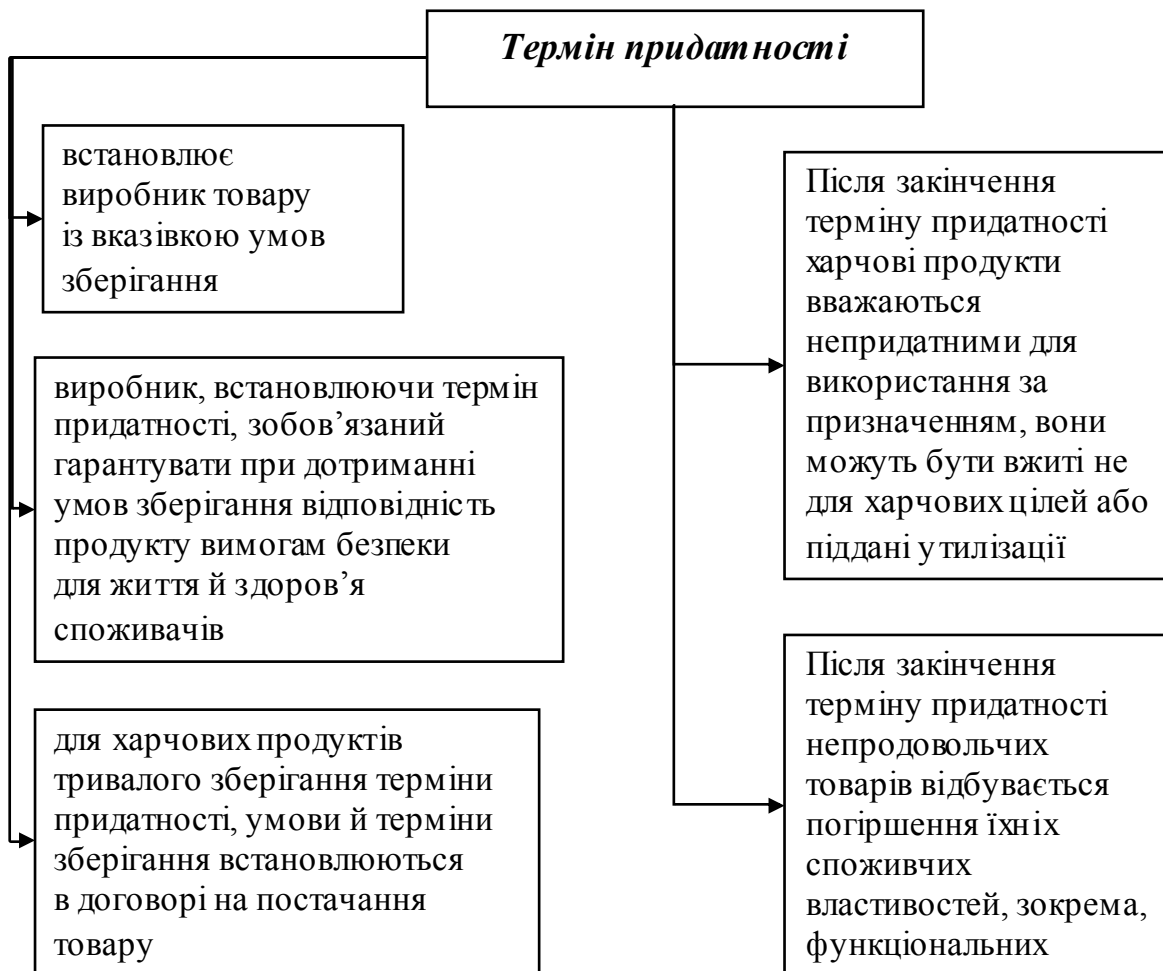 Термін придатності
встановлює
виробник товару
із вказівкою умов
зберігання
виробник, встановлюючи термін
придатності, зобов’язаний
гарантувати при дотриманні
умов зберігання відповідність
продукту вимогам безпеки
для життя й здоров’я
споживачів
для харчових продуктів
тривалого зберігання терміни
придатності, умови й терміни
зберігання встановлюються
в договорі на постачання
товару
Після закінчення
терміну придатності
харчові продукти
вважаються
непридатними для
використання за
призначенням, вони
можуть бути вжиті не
для харчових цілей або
піддані утилізації
Після закінчення
терміну придатності
непродовольчих
товарів відбувається
погіршення їхніх
споживчих
властивостей, зокрема,
функціональних